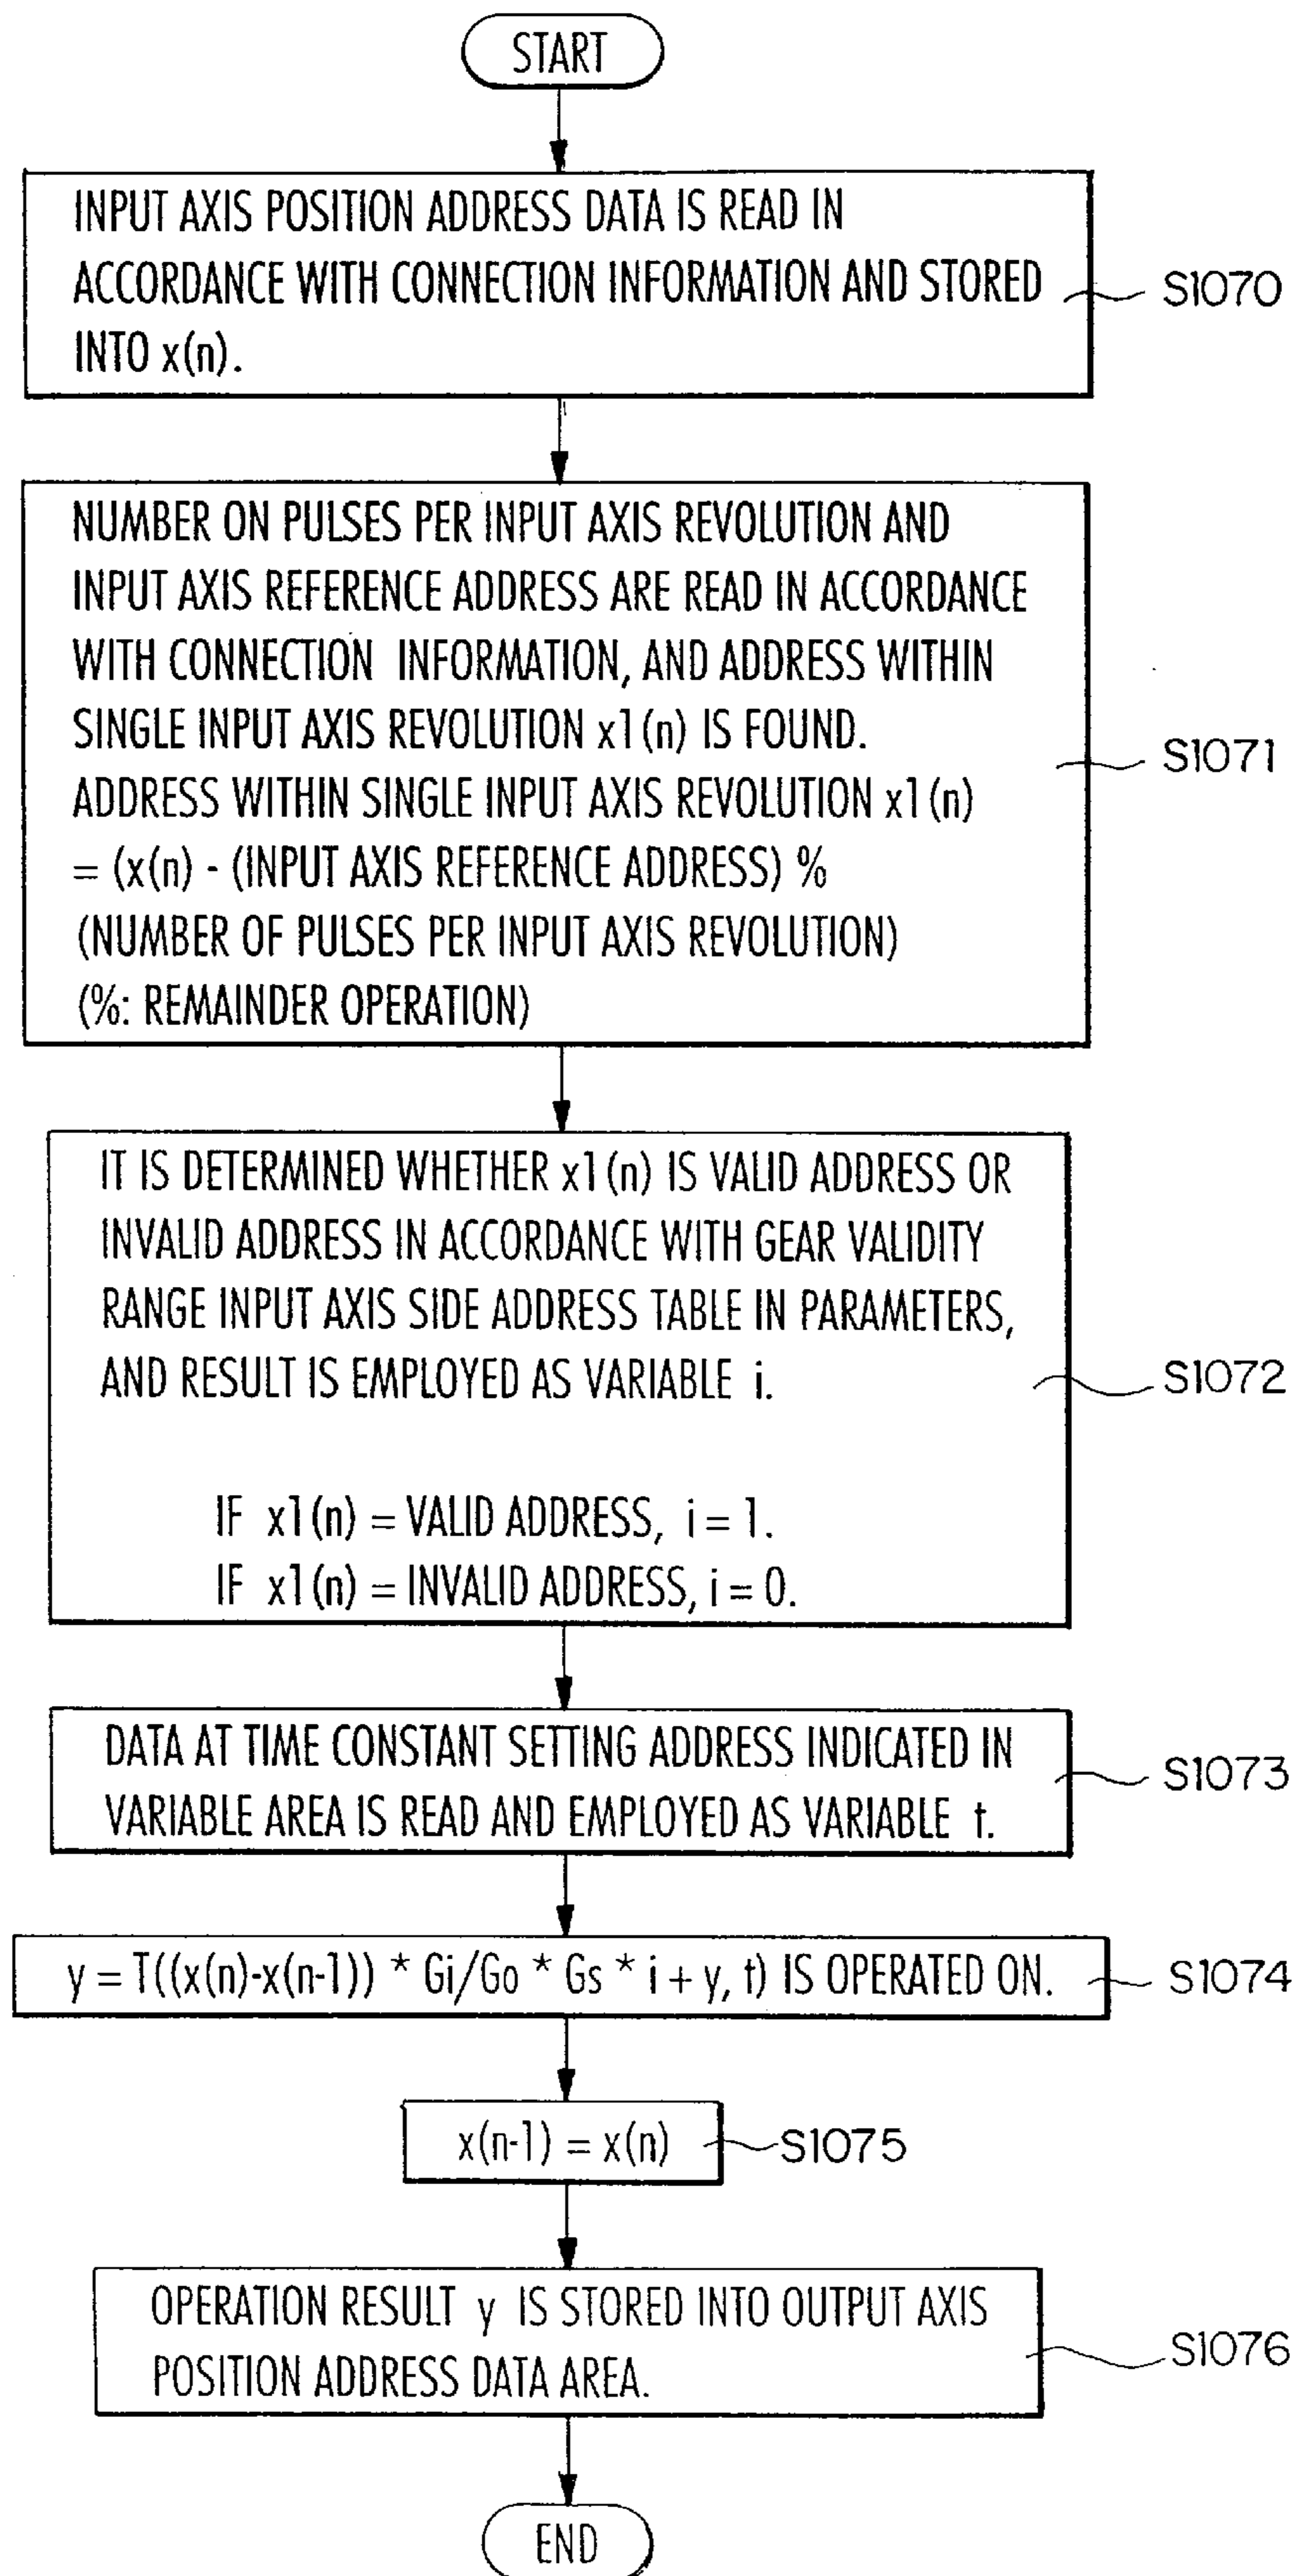 START
INPUT AXIS POSITION ADDRESS DATA IS READ IN
ACCORDANCE WITH CONNECTION INFORMATION AND STORED
INTO x(n).
S1070
NUMBER ON PULSES PER INPUT AXIS REVOLUTION AND
INPUT AXIS REFERENCE ADDRESS ARE READ IN ACCORDANCE
WITH CONNECTION INFORMATION, AND ADDRESS WITHIN
SINGLE INPUT AXIS REVOLUTION x1(n) IS FOUND.
ADDRESS WITHIN SINGLE INPUT AXIS REVOLUTION x1(n)
= (x(n) - (INPUT AXIS REFERENCE ADDRESS) %
(NUMBER OF PULSES PER INPUT AXIS REVOLUTION)
(%: REMAINDER OPERATION)
S1071
IT IS DETERMINED WHETHER x1(n) IS VALID ADDRESS OR
INVALID ADDRESS IN ACCORDANCE WITH GEAR VALIDITY
RANGE INPUT AXIS SIDE ADDRESS TABLE IN PARAMETERS,
AND RESULT IS EMPLOYED AS VARIABLE i.
IF x1(n) = VALID ADDRESS, i = 1.
IF x1(n) = INVALID ADDRESS, i = 0.
S1072
DATA AT TIME CONSTANT SETTING ADDRESS INDICATED IN
VARIABLE AREA IS READ AND EMPLOYED AS VARIABLE t.
S1073
y = T((x(n)-x(n-1)) * Gi/Go * Gs * i + y, t) IS OPERATED ON.
S1074
x(n-1) = x(n)
S1075
OPERATION RESULT y IS STORED INTO OUTPUT AXIS
POSITION ADDRESS DATA AREA.
S1076
END